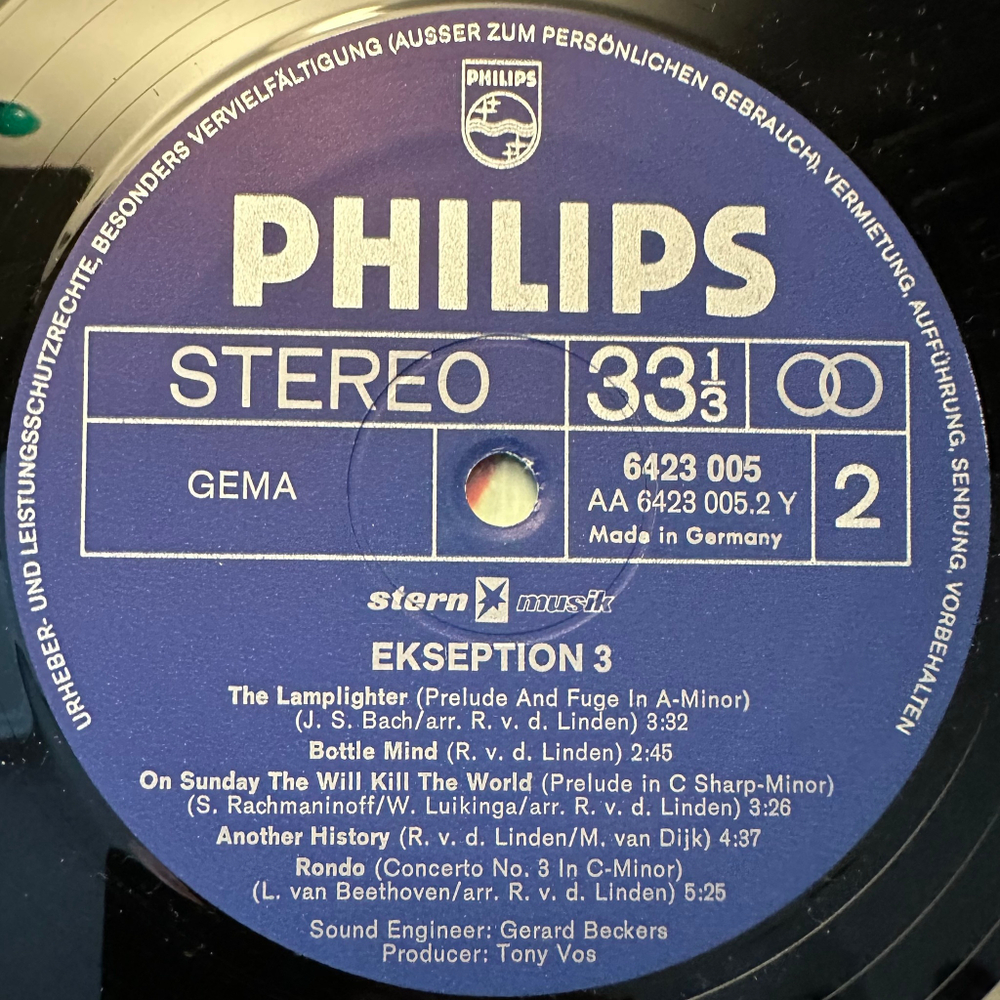 URHEBER- UND LEISTUNGSSCHUTZRECHTE, BESONDERS VERVIELFÄLTIGUNG (AUSSER ZUM PERSÖNLICHEN GEBRAUCH), VERMIETUNG, AUFFÜHRUNG, SENDUNG, VORBEHALTEN
PHILIPS
PHILIPS
STEREO 33 1/3
GEMA 6423 005 2
AA 6423 005.2 Y
Made in Germany
stern musik
EKSEPTION 3
The Lamplighter (Prelude And Fuge In A-Minor)
(J. S. Bach/arr. R. v. d. Linden) 3:32
Bottle Mind (R. v. d. Linden) 2:45
On Sunday The Will Kill The World (Prelude in C Sharp-Minor)
(S. Rachmaninoff/W. Luikinga/arr. R. v. d. Linden) 3:26
Another History (R. v. d. Linden/M. van Dijk) 4:37
Rondo (Concerto No. 3 In C-Minor)
(L. van Beethoven/arr. R. v. d. Linden) 5:25
Sound Engineer: Gerard Beckers
Producer: Tony Vos